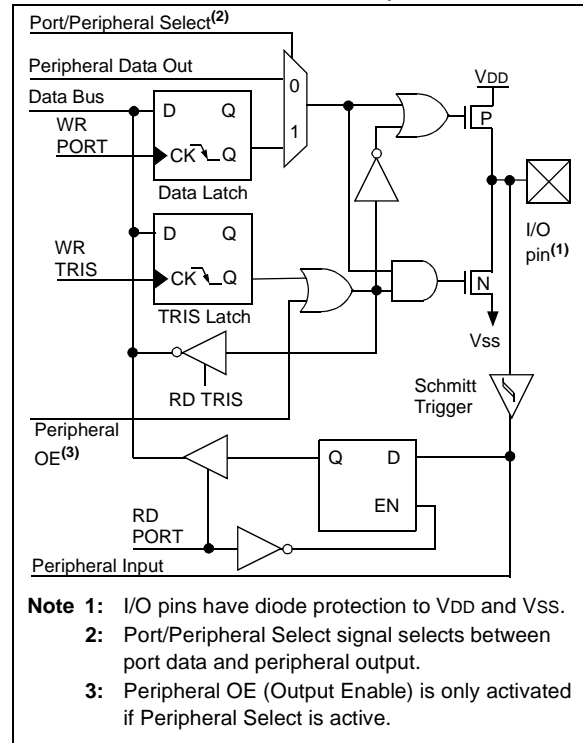 Port/Peripheral Select(2)
Peripheral Data Out
Data Bus
WR
PORT
D Q
CK Q
Data Latch
0
1
VDD
P
I/O
pin(1)
WR
TRIS
D Q
CK Q
TRIS Latch
N
VSS
RD TRIS
Schmitt
Trigger
Peripheral
OE(3)
Q D
EN
RD
PORT
Peripheral Input
Note 1: I/O pins have diode protection to VDD and VSS.
2: Port/Peripheral Select signal selects between
port data and peripheral output.
3: Peripheral OE (Output Enable) is only activated
if Peripheral Select is active.